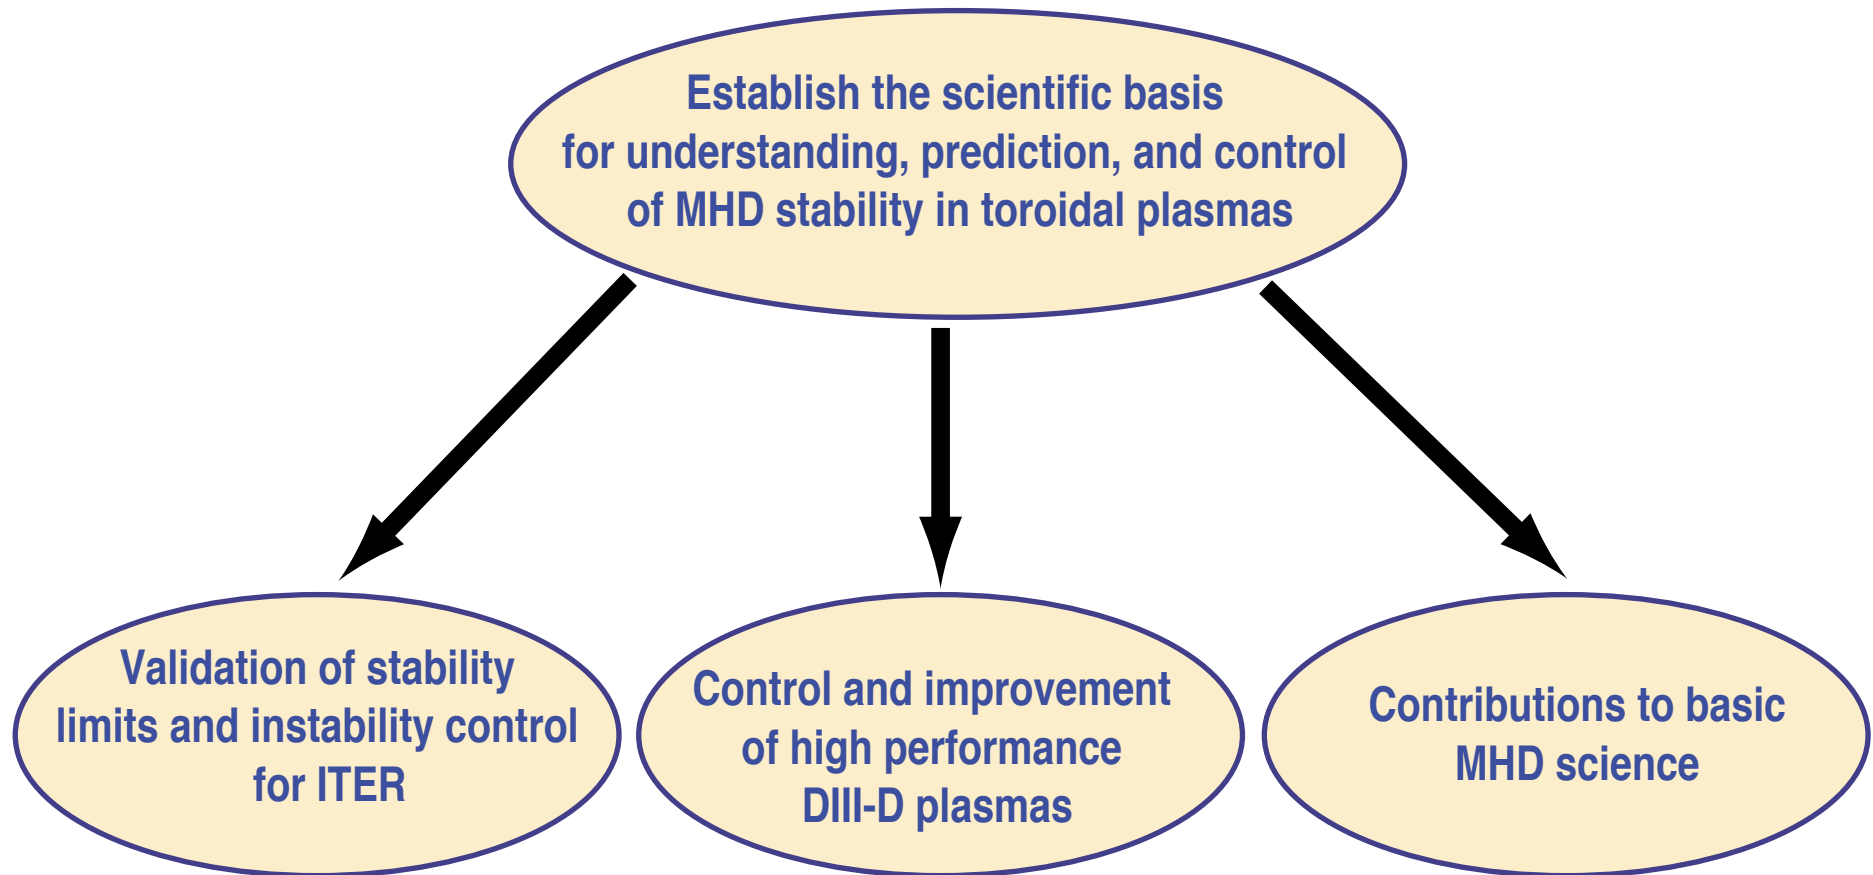 Establish the scientific basis
for understanding, prediction, and control
of MHD stability in toroidal plasmas
Validation of stability
limits and instability control
for ITER
Control and improvement
of high performance
DIII-D plasmas
Contributions to basic
MHD science